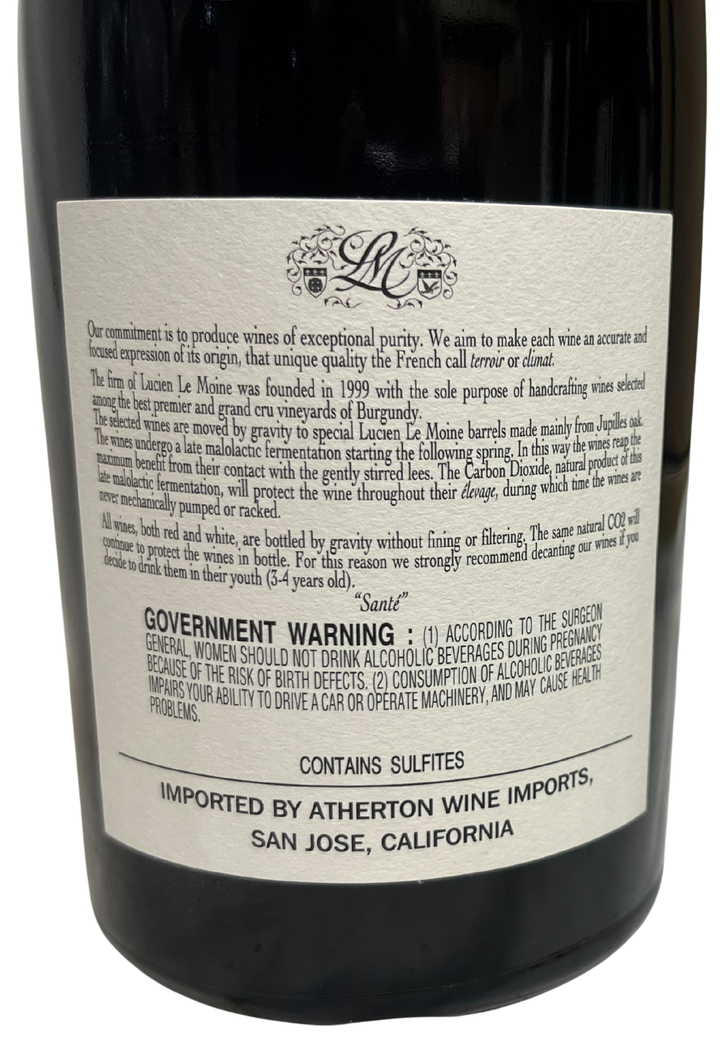 LM
Our commitment is to produce wines of exceptional purity. We aim to make each wine an accurate and
focused expression of its origin, that unique quality the French call terroir or climat.
The firm of Lucien Le Moine was founded in 1999 with the sole purpose of handcrafting wines selected
among the best premier and grand cru vineyards of Burgundy.
The selected wines are moved by gravity to special Lucien Le Moine barrels made mainly from Jupilles oak.
The wines undergo a late malolactic fermentation starting the following spring. In this way the wines reap the
maximum benefit from their contact with the gently stirred lees. The Carbon Dioxide, natural product of this
late malolactic fermentation, will protect the wine throughout their élevage, during which time the wines are
never mechanically pumped or racked.
All wines, both red and white, are bottled by gravity without fining or filtering. The same natural CO2 will
continue to protect the wines in bottle. For this reason we strongly recommend decanting our wines if you
decide to drink them in their youth (3-4 years old).
“Santé”
GOVERNMENT WARNING : (1) ACCORDING TO THE SURGEON
GENERAL, WOMEN SHOULD NOT DRINK ALCOHOLIC BEVERAGES DURING PREGNANCY
BECAUSE OF THE RISK OF BIRTH DEFECTS. (2) CONSUMPTION OF ALCOHOLIC BEVERAGES
IMPAIRS YOUR ABILITY TO DRIVE A CAR OR OPERATE MACHINERY, AND MAY CAUSE HEALTH
PROBLEMS.
CONTAINS SULFITES
IMPORTED BY ATHERTON WINE IMPORTS,
SAN JOSE, CALIFORNIA